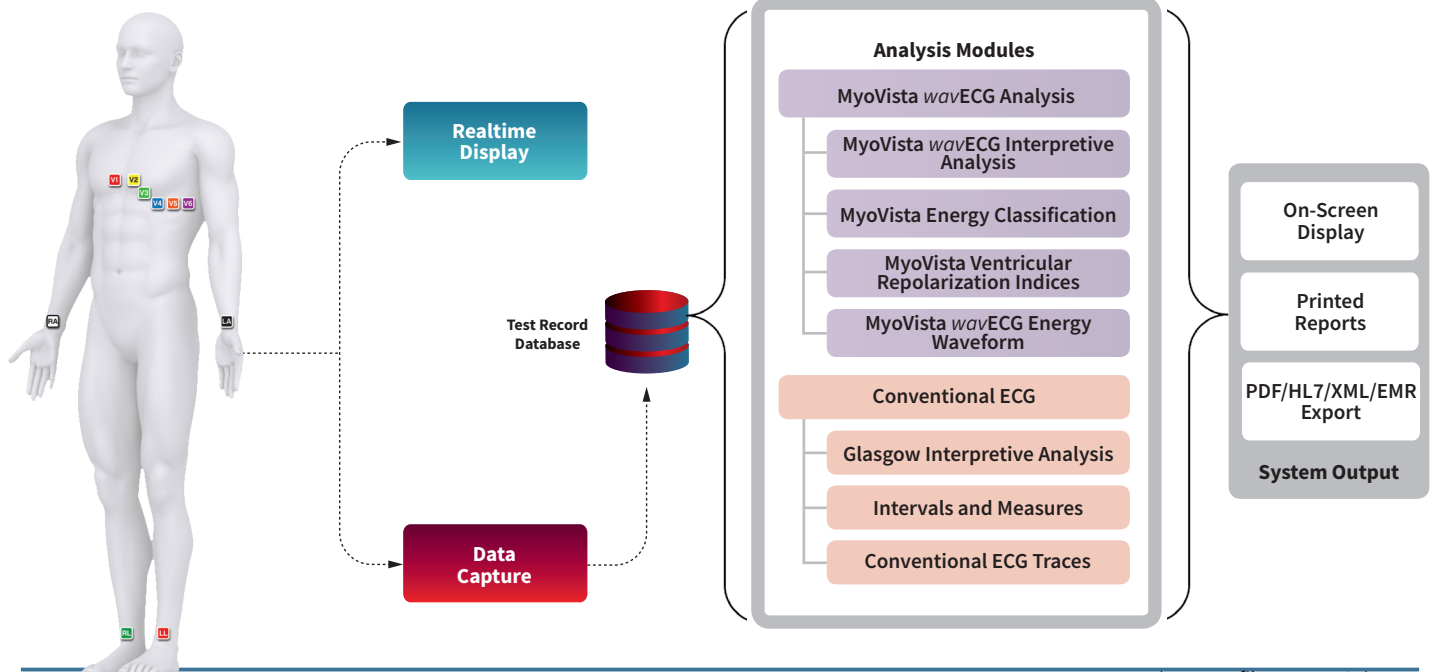 V1
V2
V3
V4
V5
V6
RA
LA
RL
LL
Realtime
Display
Data
Capture
Test Record
Database
Analysis Modules
MyoVista wavECG Analysis
MyoVista wavECG Interpretive
Analysis
MyoVista Energy Classification
MyoVista Ventricular
Repolarization Indices
MyoVista wavECG Energy
Waveform
Conventional ECG
Glasgow Interpretive Analysis
Intervals and Measures
Conventional ECG Traces
On-Screen
Display
Printed
Reports
PDF/HL7/XML/EMR
Export
System Output